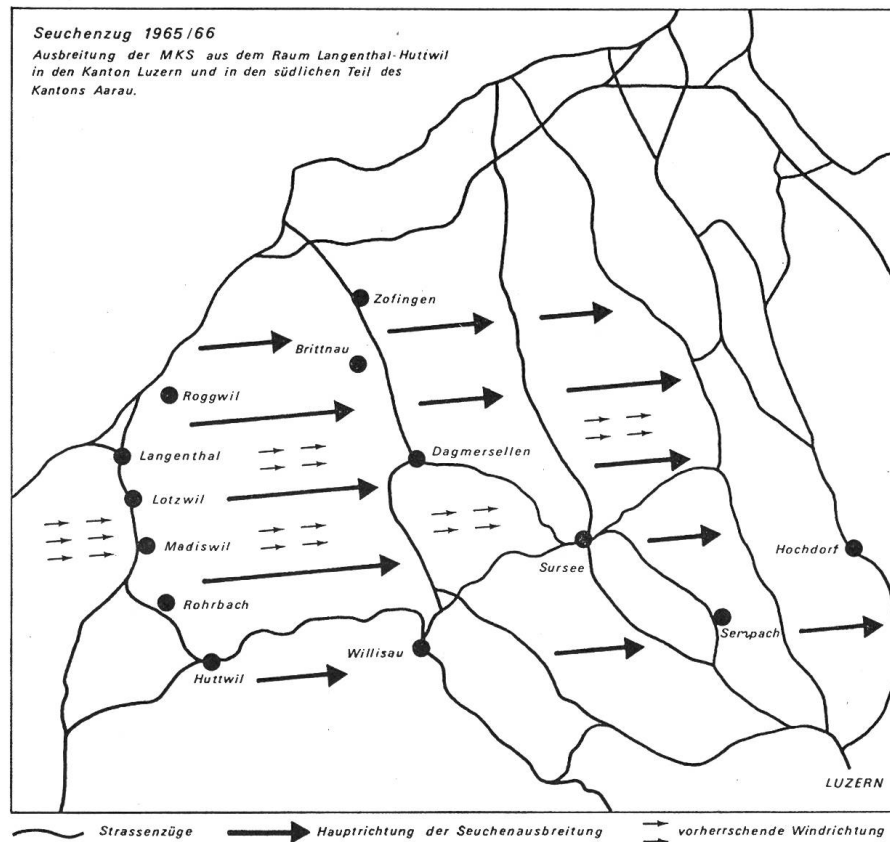 Seuchenzug 1965/66
Ausbreitung der MKS aus dem Raum Langenthal-Huttwil
in den Kanton Luzern und in den südlichen Teil des
Kantons Aarau.
Zofingen
Brittnau
Roggwil
Langenthal
Dagmersellen
Lotzwil
Madiswil
Sursee
Hochdorf
Rohrbach
Sempach
Willisau
Huttwil
LUZERN
Strassenzüge
Hauptrichtung der Seuchenausbreitung
vorherrschende Windrichtung